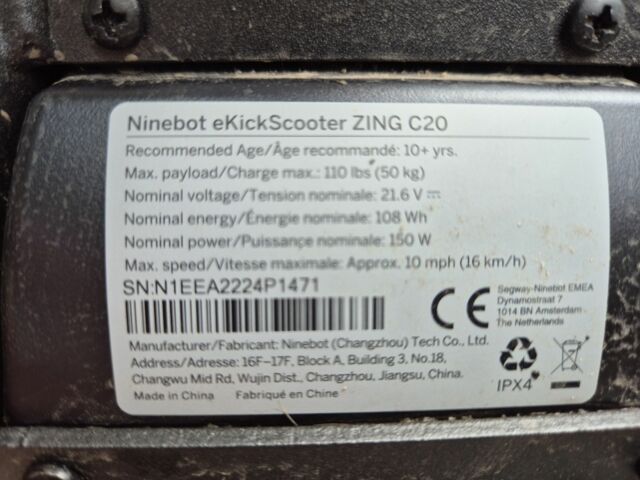 Ninebot eKickScooter ZING C20
Recommended Age/Âge recommandé: 10+ yrs.
Max. payload/Charge max.: 110 lbs (50 kg)
Nominal voltage/Tension nominale: 21.6 V ⎓
Nominal energy/Énergie nominale: 108 Wh
Nominal power/Puissance nominale: 150 W
Max. speed/Vitesse maximale: Approx. 10 mph (16 km/h)
SN:N1EEA2224P1471
CE
Segway-Ninebot EMEA
Dynamostraat 7
1014 BN Amsterdam
The Netherlands
Manufacturer/Fabricant: Ninebot (Changzhou) Tech Co., Ltd.
Address/Adresse: 16F-17F, Block A, Building 3, No.18,
Changwu Mid Rd, Wujin Dist., Changzhou, Jiangsu, China.
Made in China Fabriqué en Chine
IPX4